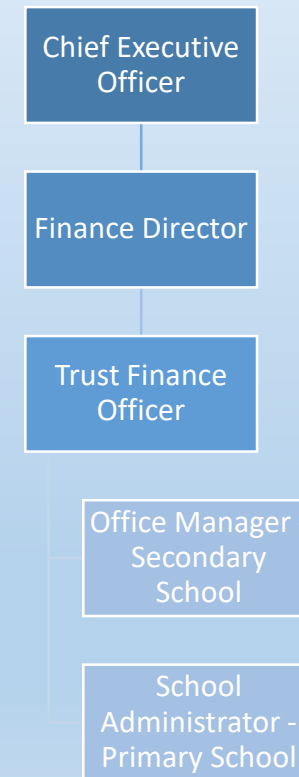 Chief Executive
Officer
Finance Director
Trust Finance
Officer
Office Manager
Secondary
School
School
Administrator -
Primary School